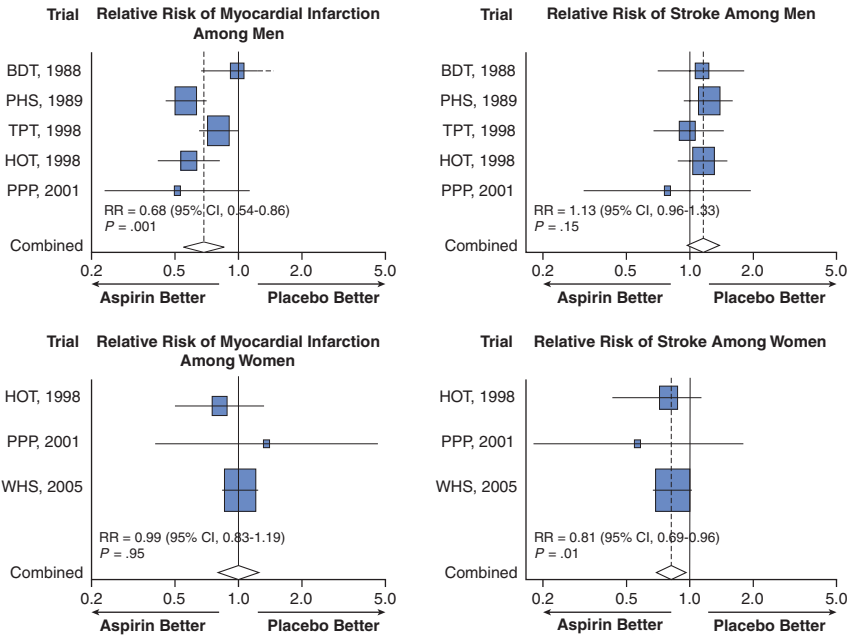 Trial Relative Risk of Myocardial Infarction
Among Men
BDT, 1988
PHS, 1989
TPT, 1998
HOT, 1998
PPP, 2001
RR = 0.68 (95% CI, 0.54-0.86)
P = .001
Combined
0.2 0.5 1.0 2.0 5.0
Aspirin Better Placebo Better
Trial Relative Risk of Stroke Among Men
BDT, 1988
PHS, 1989
TPT, 1998
HOT, 1998
PPP, 2001
RR = 1.13 (95% CI, 0.96-1.33)
P = .15
Combined
0.2 0.5 1.0 2.0 5.0
Aspirin Better Placebo Better
Trial Relative Risk of Myocardial Infarction
Among Women
HOT, 1998
PPP, 2001
WHS, 2005
RR = 0.99 (95% CI, 0.83-1.19)
P = .95
Combined
0.2 0.5 1.0 2.0 5.0
Aspirin Better Placebo Better
Trial Relative Risk of Stroke Among Women
HOT, 1998
PPP, 2001
WHS, 2005
RR = 0.81 (95% CI, 0.69-0.96)
P = .01
Combined
0.2 0.5 1.0 2.0 5.0
Aspirin Better Placebo Better